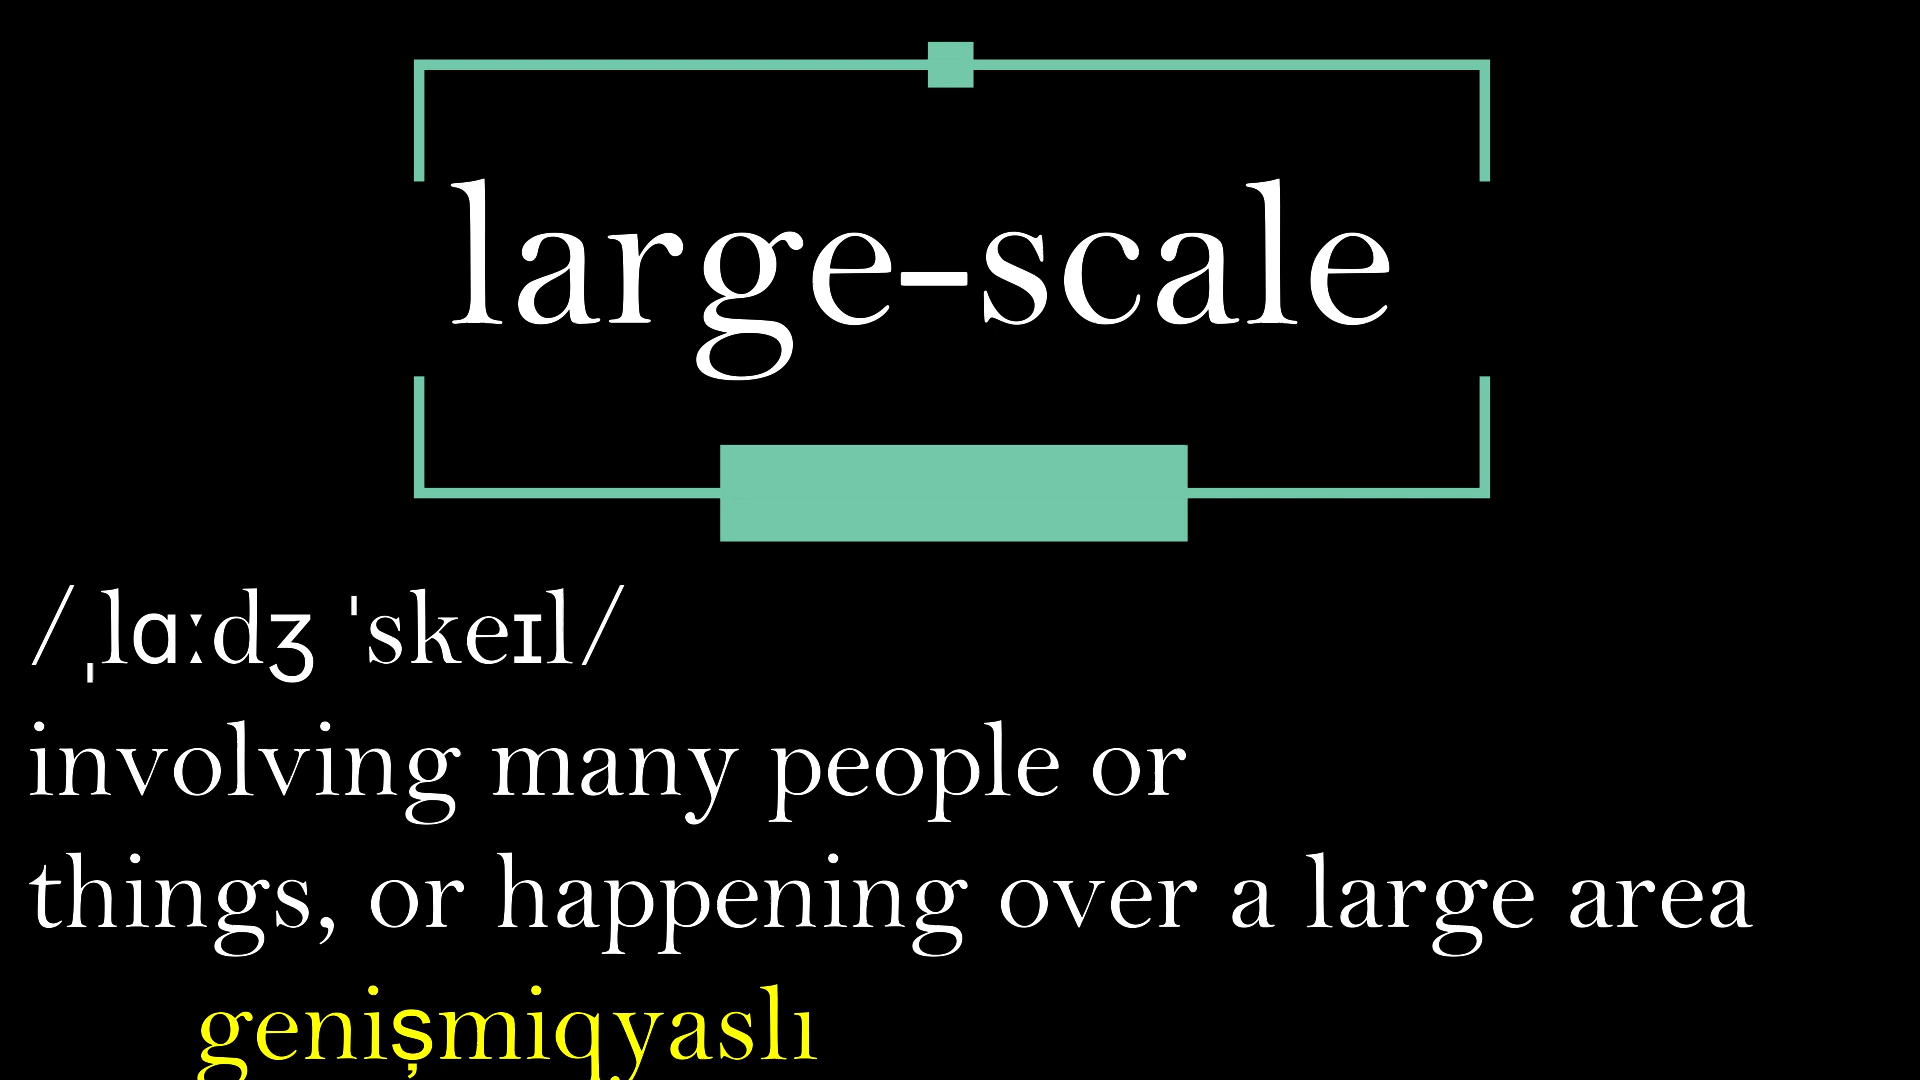 large-scale
/ˌlɑːdʒ ˈskeɪl/
involving many people or
things, or happening over a large area
genişmiqyaslı